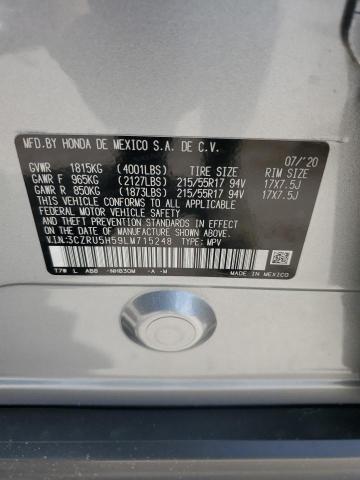 MFD.BY HONDA DE MEXICO S.A. DE C.V.
07/'20
GVWR 1815KG (4001LBS) TIRE SIZE RIM SIZE
GAWR F 965KG (2127LBS) 215/55R17 94V 17X7.5J
GAWR R 850KG (1873LBS) 215/55R17 94V 17X7.5J
THIS VEHICLE CONFORMS TO ALL APPLICABLE
FEDERAL MOTOR VEHICLE SAFETY, BUMPER,
AND THEFT PREVENTION STANDARDS IN EFFECT
ON THE DATE OF MANUFACTURE SHOWN ABOVE.
V.I.N.:3CZRU5H59LM715248 TYPE: MPV
T7W L AB8 -NH830M -A -W
MADE IN MEXICO